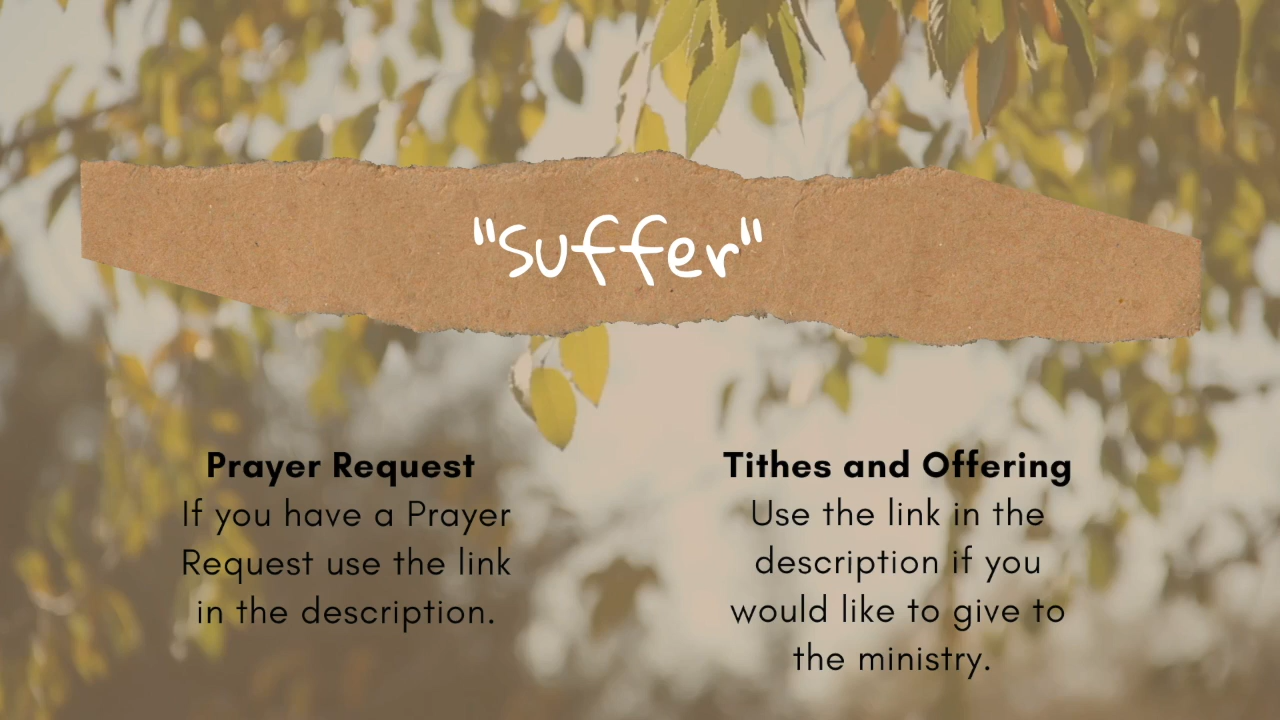 "Suffer"
Prayer Request
If you have a Prayer
Request use the link
in the description.
Tithes and Offering
Use the link in the
description if you
would like to give to
the ministry.